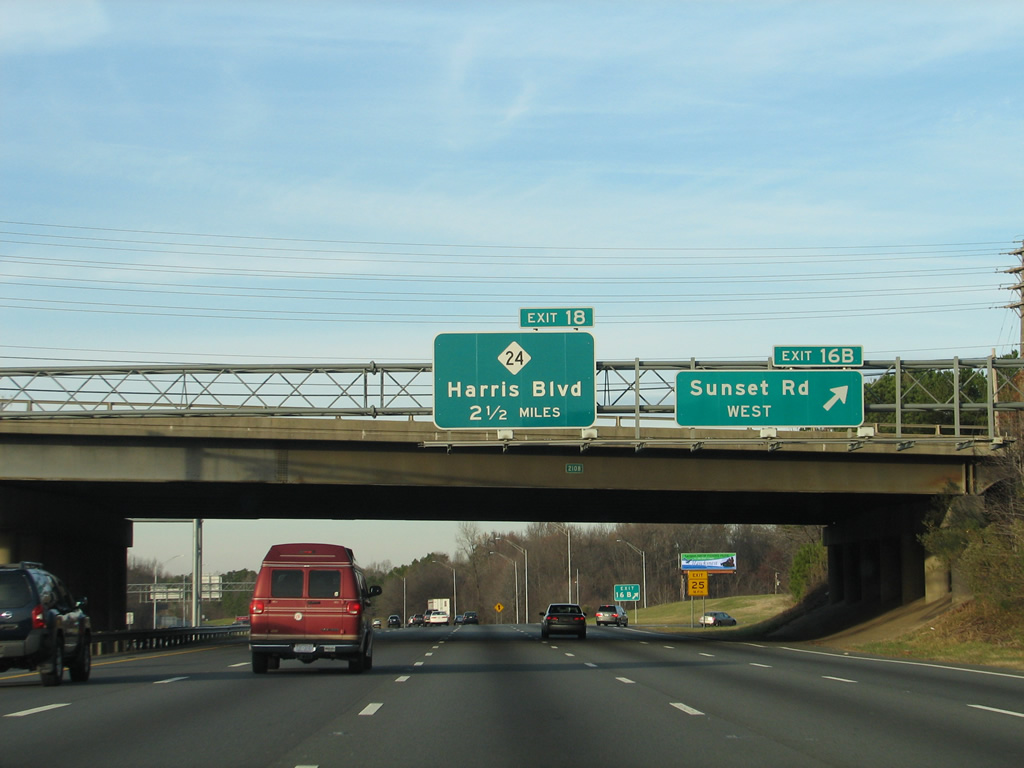 EXIT 18
24
Harris Blvd
2 1/2 MILES
EXIT 16B
Sunset Rd
WEST
EXIT
16 B
EXIT
25